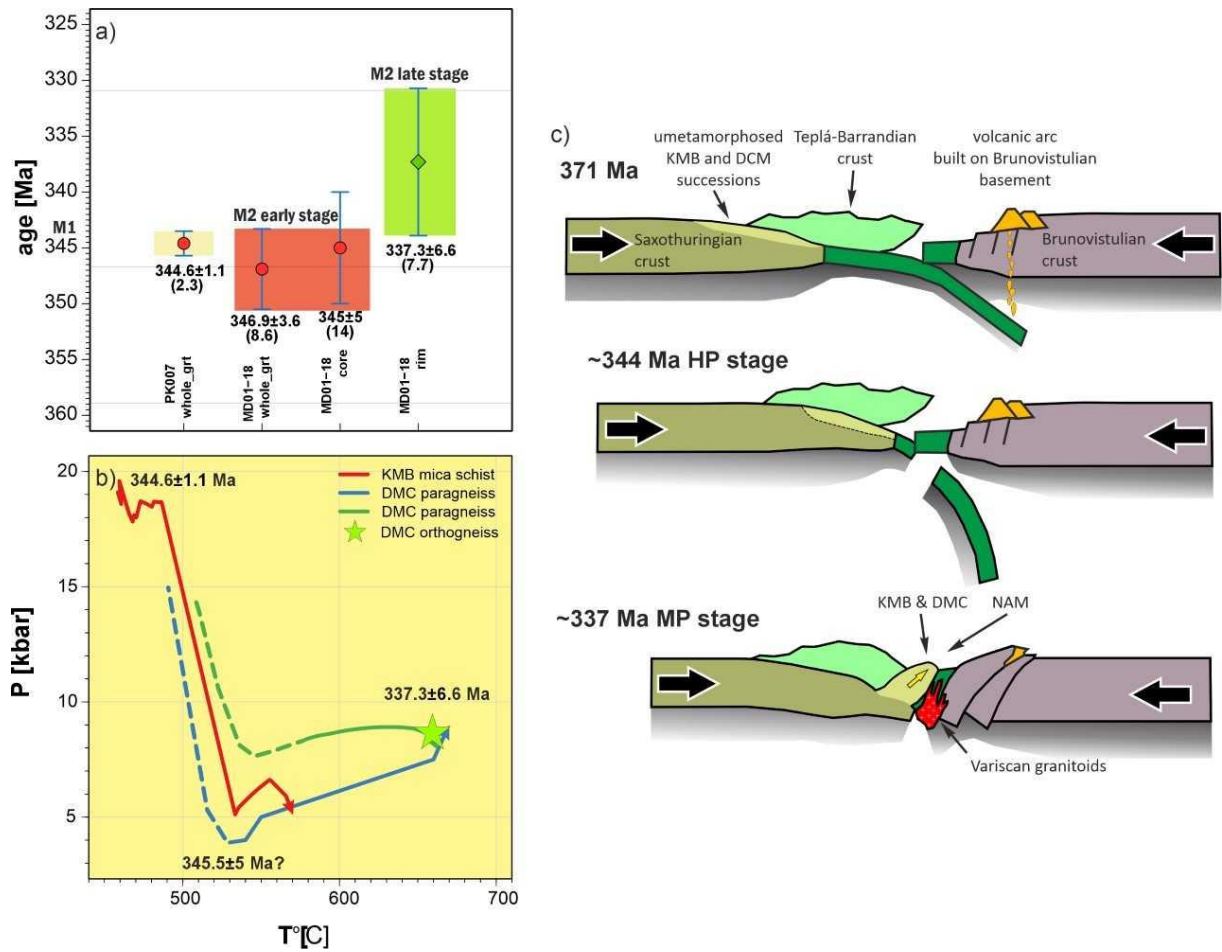 a)
325
330
335
340
345
350
355
360
age [Ma]
M1
M2 late stage
M2 early stage
344.6±1.1
(2.3)
346.9±3.6
(8.6)
345±5
(14)
337.3±6.6
(7.7)
PK007
whole_grt
MD01-18
whole_grt
MD01-18
core
MD01-18
rim
b)
20
15
10
5
P [kbar]
344.6±1.1 Ma
KMB mica schist
DMC paragneiss
DMC paragneiss
DMC orthogneiss
337.3±6.6 Ma
345.5±5 Ma?
500
600
700
T°[C]
c)
371 Ma
umetamorphosed
KMB and DCM
successions
Teplá-Barrandian
crust
volcanic arc
built on Brunovistulian
basement
Saxothuringian
crust
Brunovistulian
crust
~344 Ma HP stage
~337 Ma MP stage
KMB & DMC
NAM
Variscan granitoids